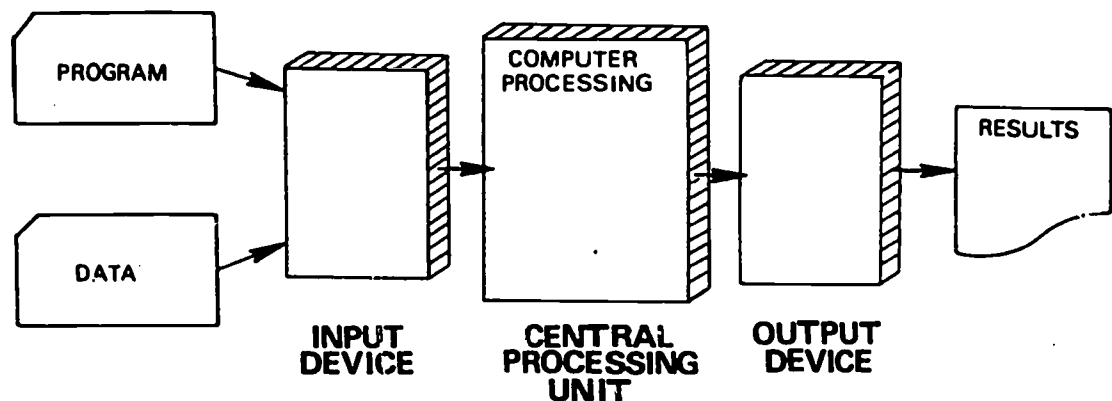 PROGRAM
DATA
COMPUTER
PROCESSING
RESULTS
INPUT
DEVICE
CENTRAL
PROCESSING
UNIT
OUTPUT
DEVICE